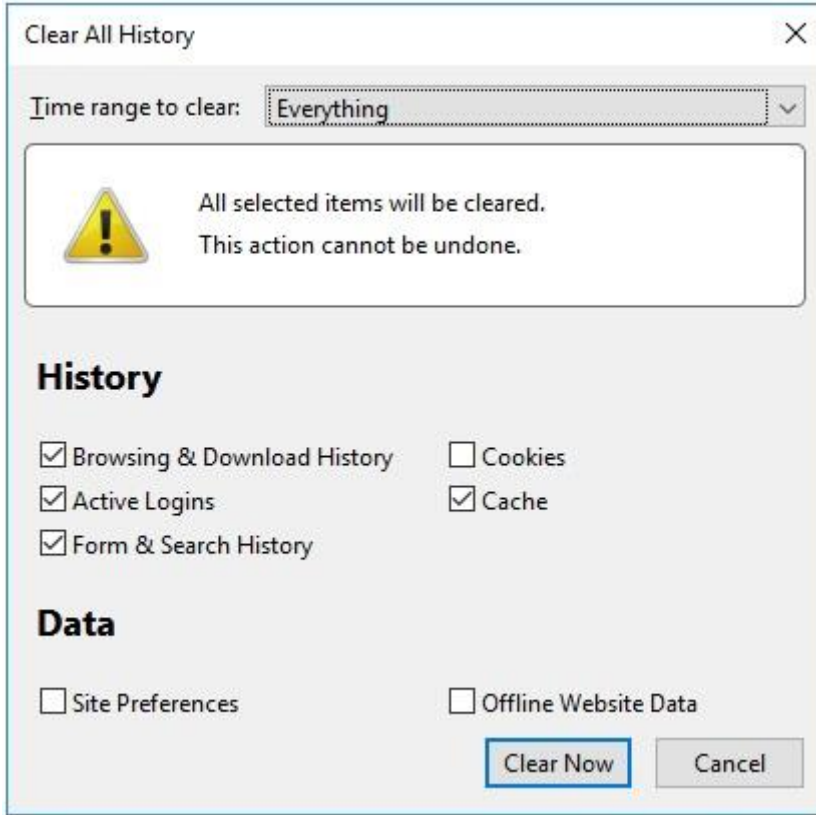 Clear All History
Time range to clear: Everything
All selected items will be cleared.
This action cannot be undone.
History
Browsing & Download History Cookies
Active Logins Cache
Form & Search History
Data
Site Preferences Offline Website Data
Clear Now Cancel